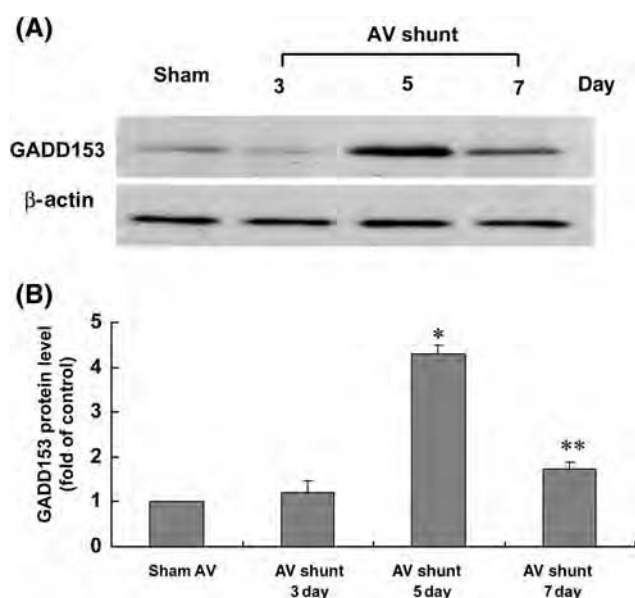 (A)
AV shunt
Sham
3 5 7 Day
GADD153
β-actin
(B)
GADD153 protein level
(fold of control)
5
4
3
2
1
0
*
**
Sham AV
AV shunt
3 day
AV shunt
5 day
AV shunt
7 day